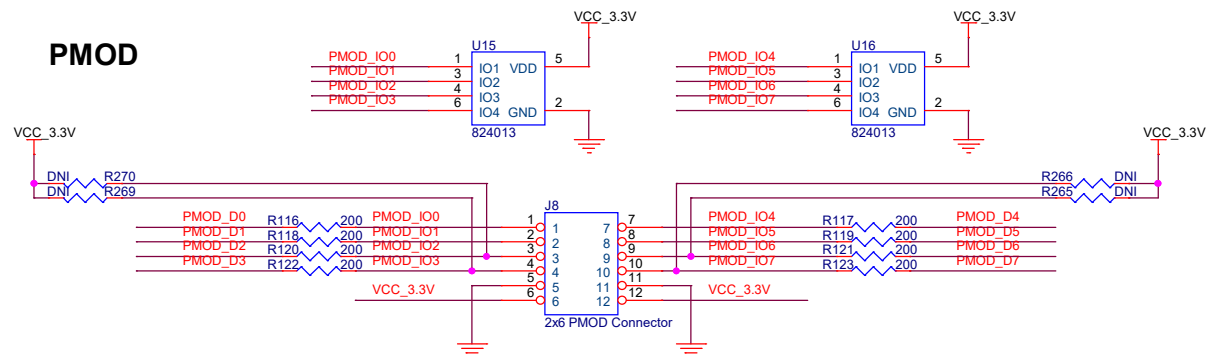 VCC_3.3V VCC_3.3V
PMOD
U15 U16
PMOD_IO0 1 IO1 VDD 5 PMOD_IO4 1 IO1 VDD 5
PMOD_IO1 3 IO2 PMOD_IO5 3 IO2
PMOD_IO2 4 IO3 PMOD_IO6 4 IO3
PMOD_IO3 6 IO4 GND 2 PMOD_IO7 6 IO4 GND 2
824013 824013
VCC_3.3V VCC_3.3V
DNI R270 R266 DNI
DNI R269 R265 DNI
J8
PMOD_D0 R116 200 PMOD_IO0 1 1 7 7 PMOD_IO4 R117 200 PMOD_D4
PMOD_D1 R118 200 PMOD_IO1 2 2 8 8 PMOD_IO5 R119 200 PMOD_D5
PMOD_D2 R120 200 PMOD_IO2 3 3 9 9 PMOD_IO6 R121 200 PMOD_D6
PMOD_D3 R122 200 PMOD_IO3 4 4 10 10 PMOD_IO7 R123 200 PMOD_D7
5 5 11 11
VCC_3.3V 6 6 12 12 VCC_3.3V
2x6 PMOD Connector